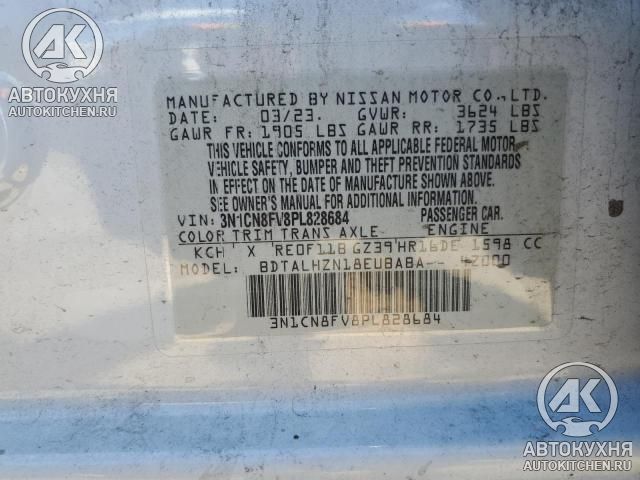 AK
АВТОКУХНЯ
AUTOKITCHEN.RU
MANUFACTURED BY NISSAN MOTOR CO.,LTD.
DATE: 03/23. GVWR: 3624 LBS
GAWR FR: 1905 LBS GAWR RR: 1735 LBS
THIS VEHICLE CONFORMS TO ALL APPLICABLE FEDERAL MOTOR
VEHICLE SAFETY, BUMPER AND THEFT PREVENTION STANDARDS
IN EFFECT ON THE DATE OF MANUFACTURE SHOWN ABOVE.
SEE OWNER'S MANUAL FOR ADDITIONAL INFORMATION.
VIN: 3N1CN8FV8PL828684 PASSENGER CAR.
COLOR TRIM TRANS AXLE ENGINE
KCH X RE0F11B GZ39 HR16DE 1598 CC
MODEL: BDTALHZN18EUBABA-- 42000
3N1CN8FV8PL828684
AK
АВТОКУХНЯ
AUTOKITCHEN.RU